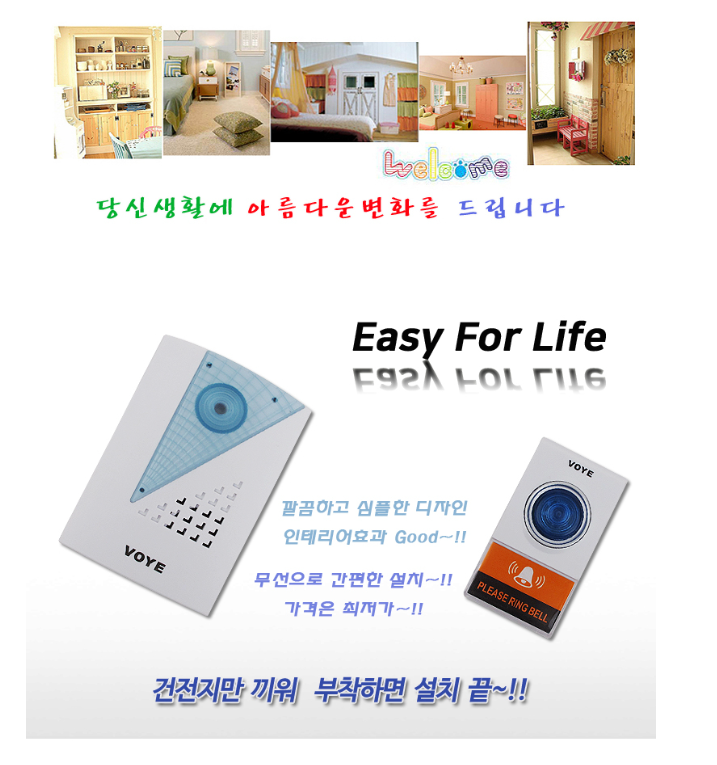 Welcome
당신생활에 아름다운변화를 드립니다
Easy For Life
VOYE
깔끔하고 심플한 디자인
인테리어효과 Good~!!
무선으로 간편한 설치~!!
가격은 최저가~!!
VOYE
PLEASE RING BELL
건전지만 끼워 부착하면 설치 끝~!!